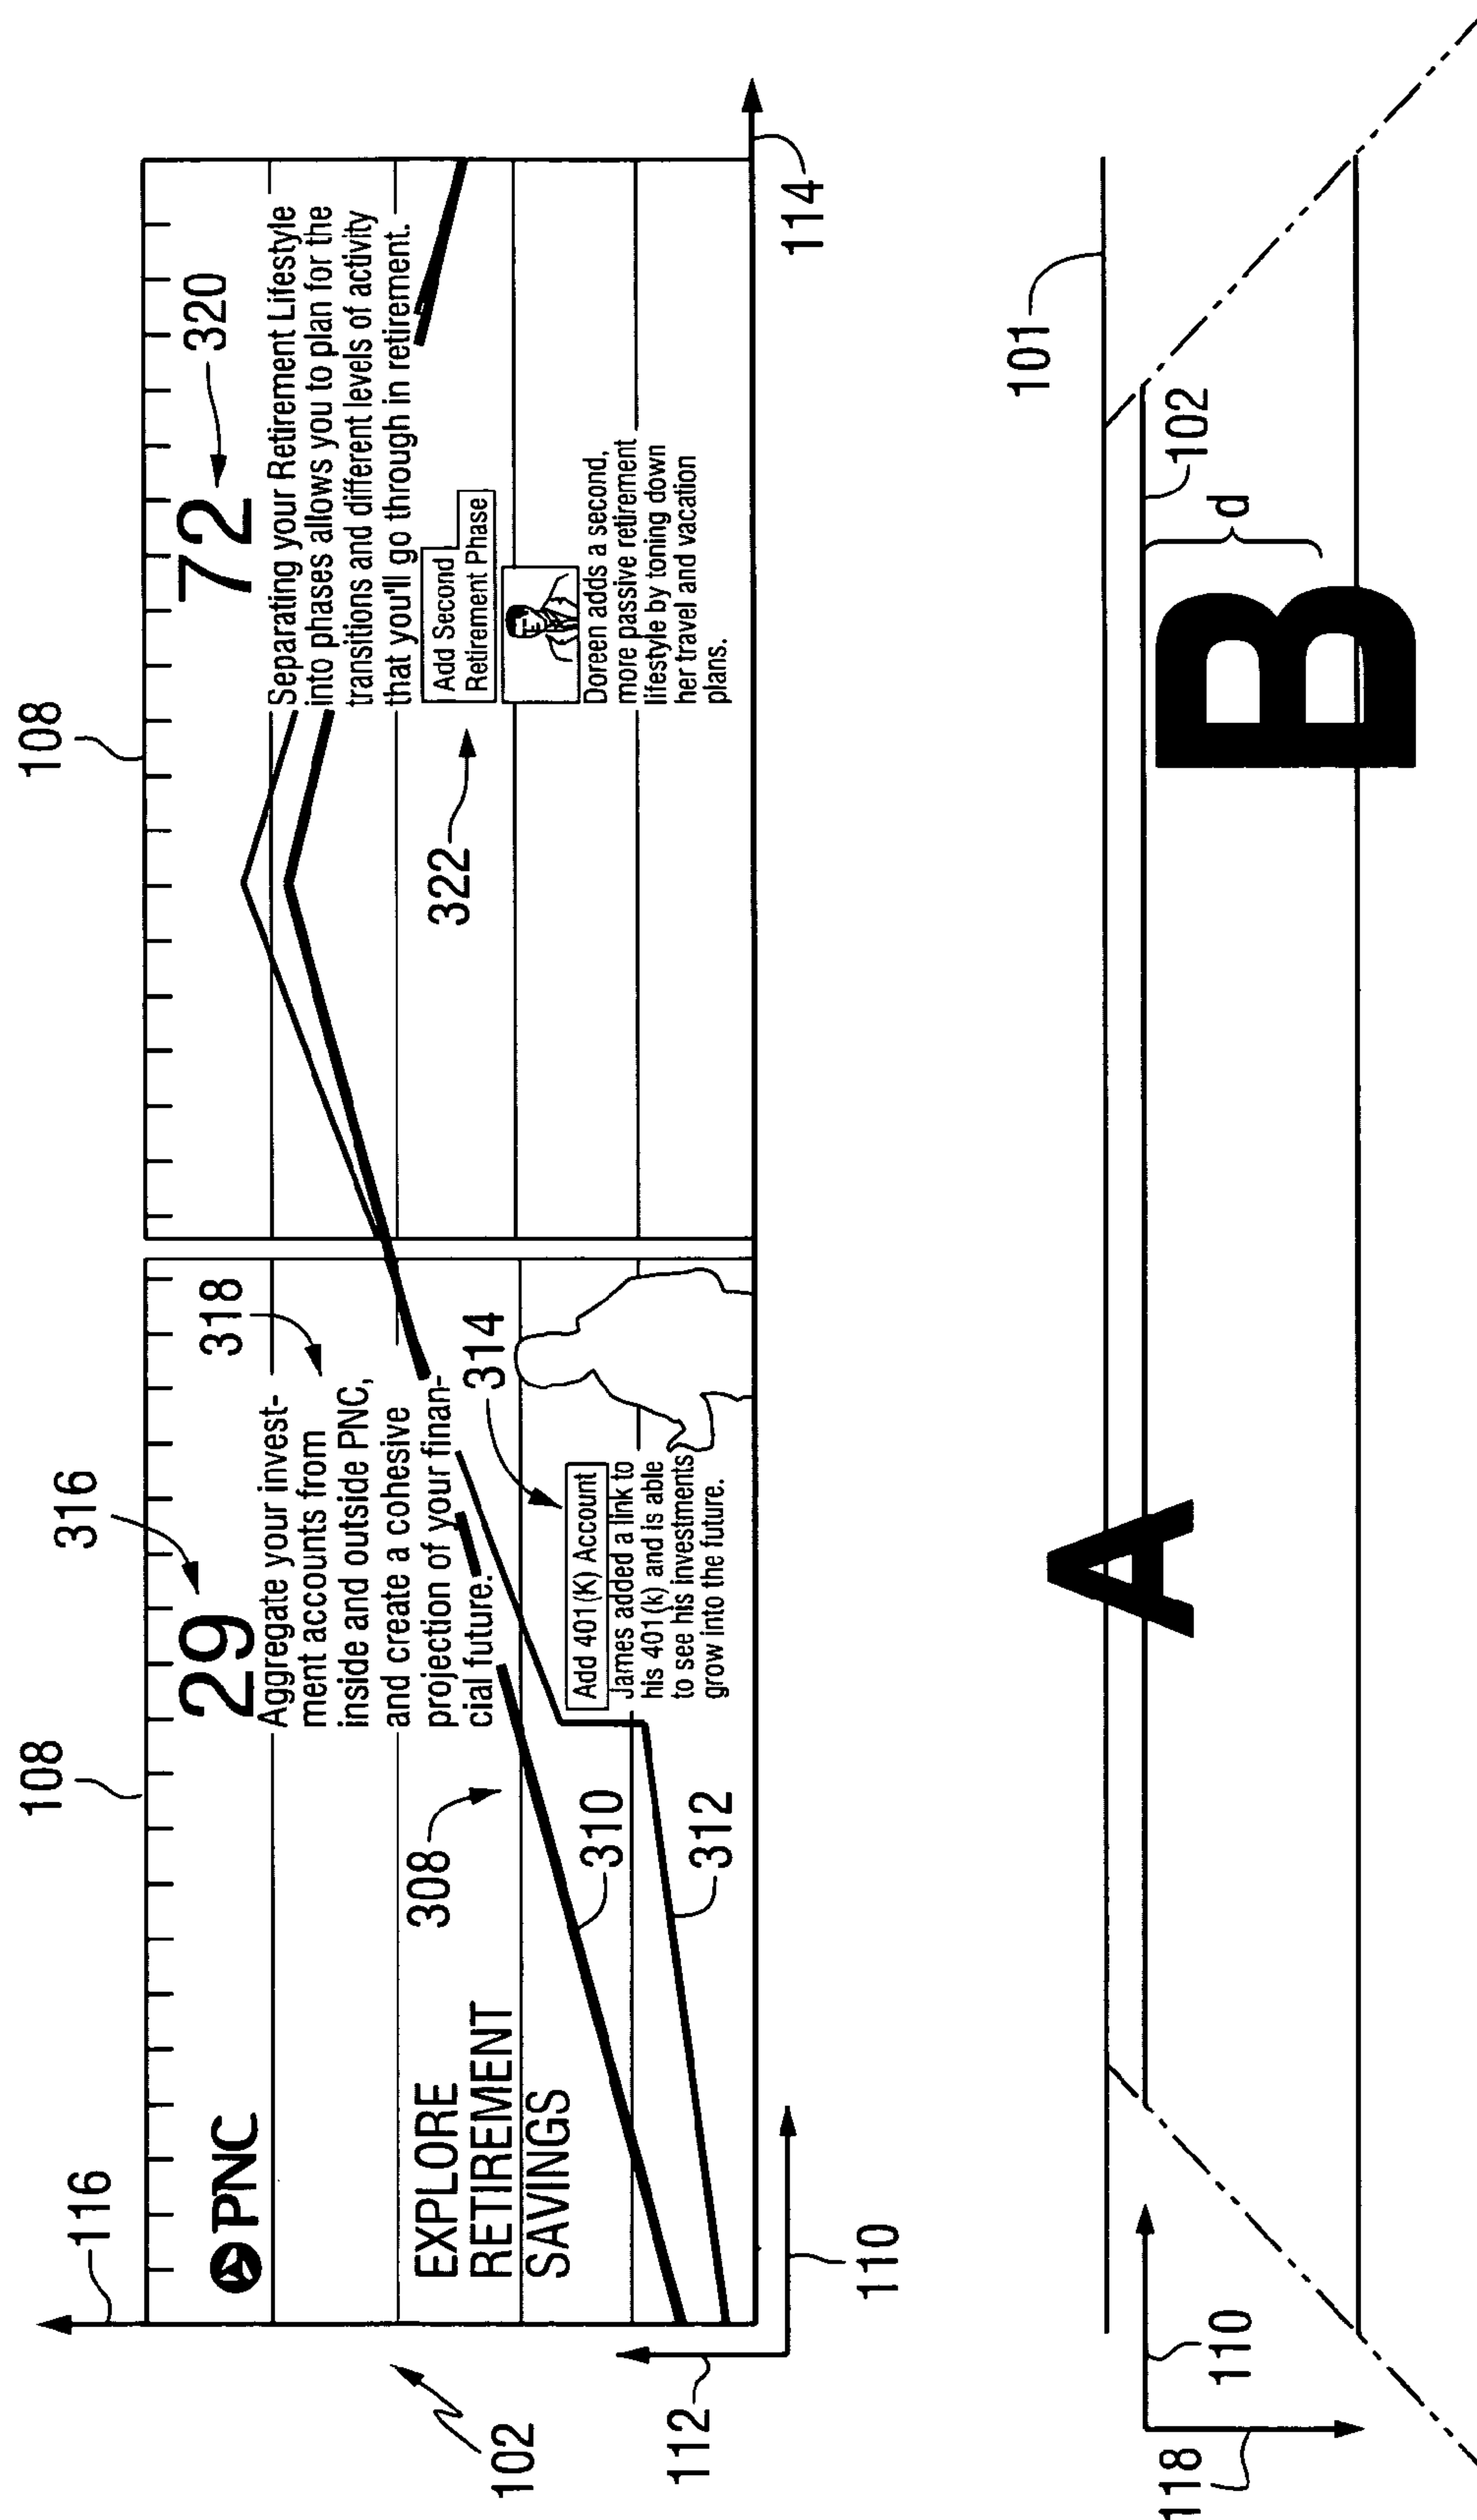 108
108
116
316
318
320
PNC
29
72
Aggregate your invest-
ment accounts from
inside and outside PNC,
and create a cohesive
projection of your finan-
cial future.
Separating your Retirement Lifestyle
into phases allows you to plan for the
transitions and different levels of activity
that you'll go through in retirement.
EXPLORE
RETIREMENT
SAVINGS
308
314
322
Add Second
Retirement Phase
310
Add 401(K) Account
James added a link to
his 401(k) and is able
to see his investments
grow into the future.
Doreen adds a second,
more passive retirement
lifestyle by toning down
her travel and vacation
plans.
102
112
312
110
114
101
A
102
118
110
B
d